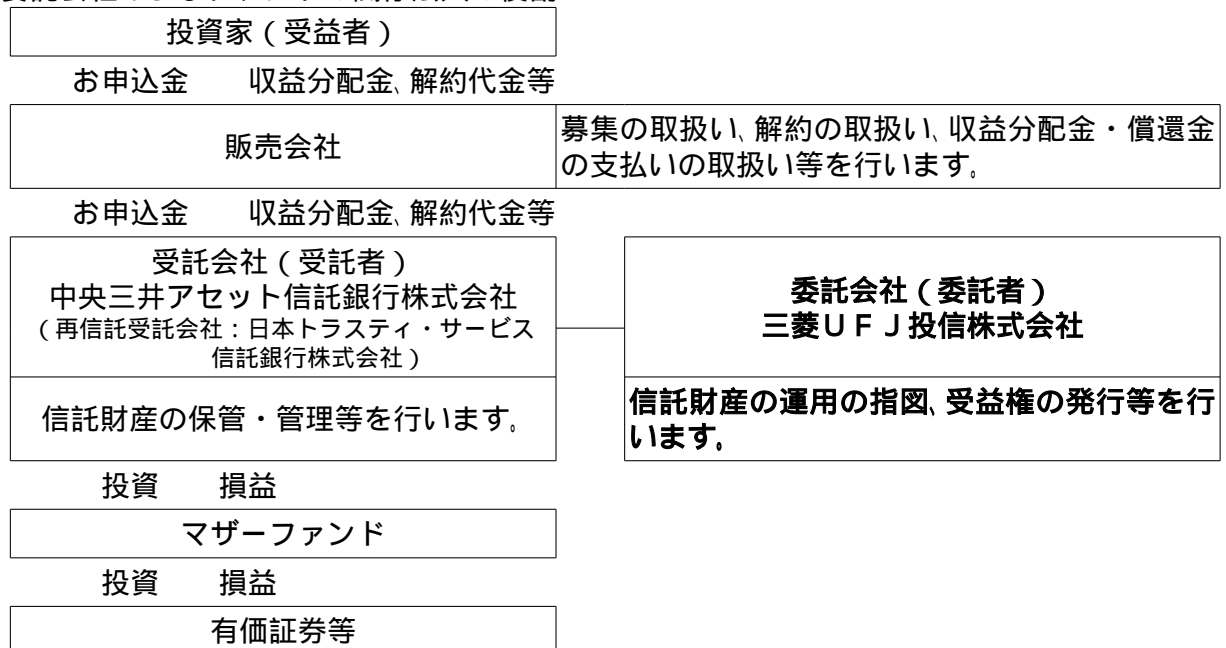 投資家（受益者）
お申込金　収益分配金、解約代金等
販売会社
募集の取扱い、解約の取扱い、収益分配金・償還金
の支払いの取扱い等を行います。
お申込金　収益分配金、解約代金等
受託会社（受託者）
中央三井アセット信託銀行株式会社
（再信託受託会社：日本トラスティ・サービス
信託銀行株式会社）
委託会社（委託者）
三菱ＵＦＪ投信株式会社
信託財産の保管・管理等を行います。
信託財産の運用の指図、受益権の発行等を行
います。
投資　損益
マザーファンド
投資　損益
有価証券等